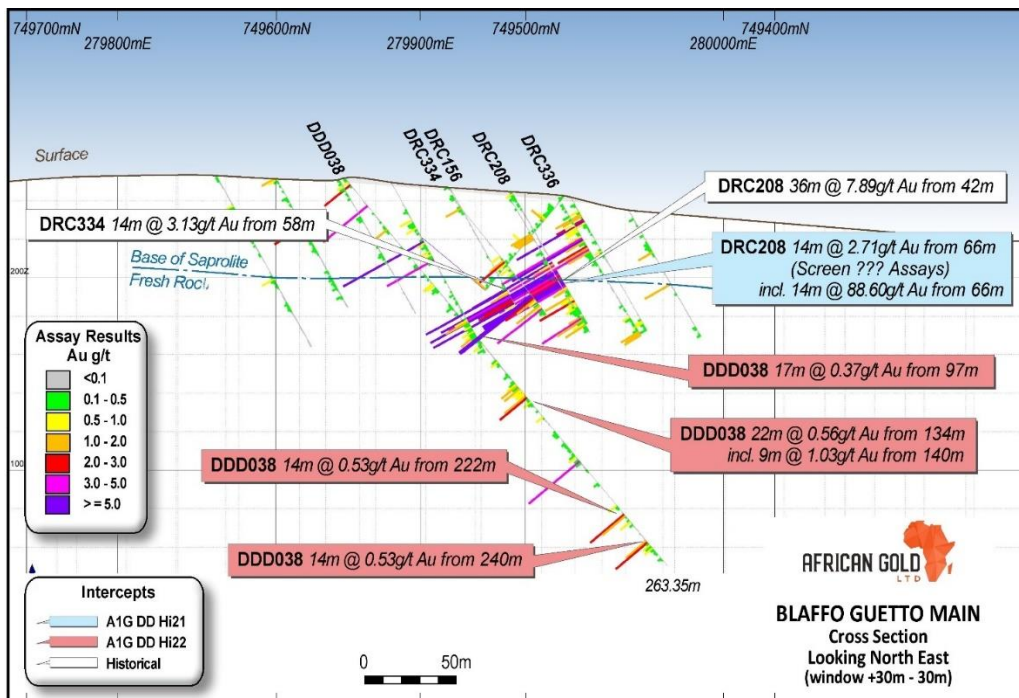 749700mN
749600mN
749500mN
749400mN
279800mE
279900mE
280000mE
Surface
DDD038
DRC334
DRC156
DRC208
DRC336
DRC208 36m @ 7.89g/t Au from 42m
DRC334 14m @ 3.13g/t Au from 58m
DRC208 14m @ 2.71g/t Au from 66m
(Screen ??? Assays)
incl. 14m @ 88.60g/t Au from 66m
Base of Saprolite
Fresh Rock
200Z
100
DDD038 17m @ 0.37g/t Au from 97m
DDD038 22m @ 0.56g/t Au from 134m
incl. 9m @ 1.03g/t Au from 140m
DDD038 14m @ 0.53g/t Au from 222m
DDD038 14m @ 0.53g/t Au from 240m
263.35m
Assay Results
Au g/t
<0.1
0.1 - 0.5
0.5 - 1.0
1.0 - 2.0
2.0 - 3.0
3.0 - 5.0
> = 5.0
Intercepts
A1G DD Hi21
A1G DD Hi22
Historical
0 50m
AFRICAN GOLD
LTD
BLAFFO GUETTO MAIN
Cross Section
Looking North East
(window +30m - 30m)